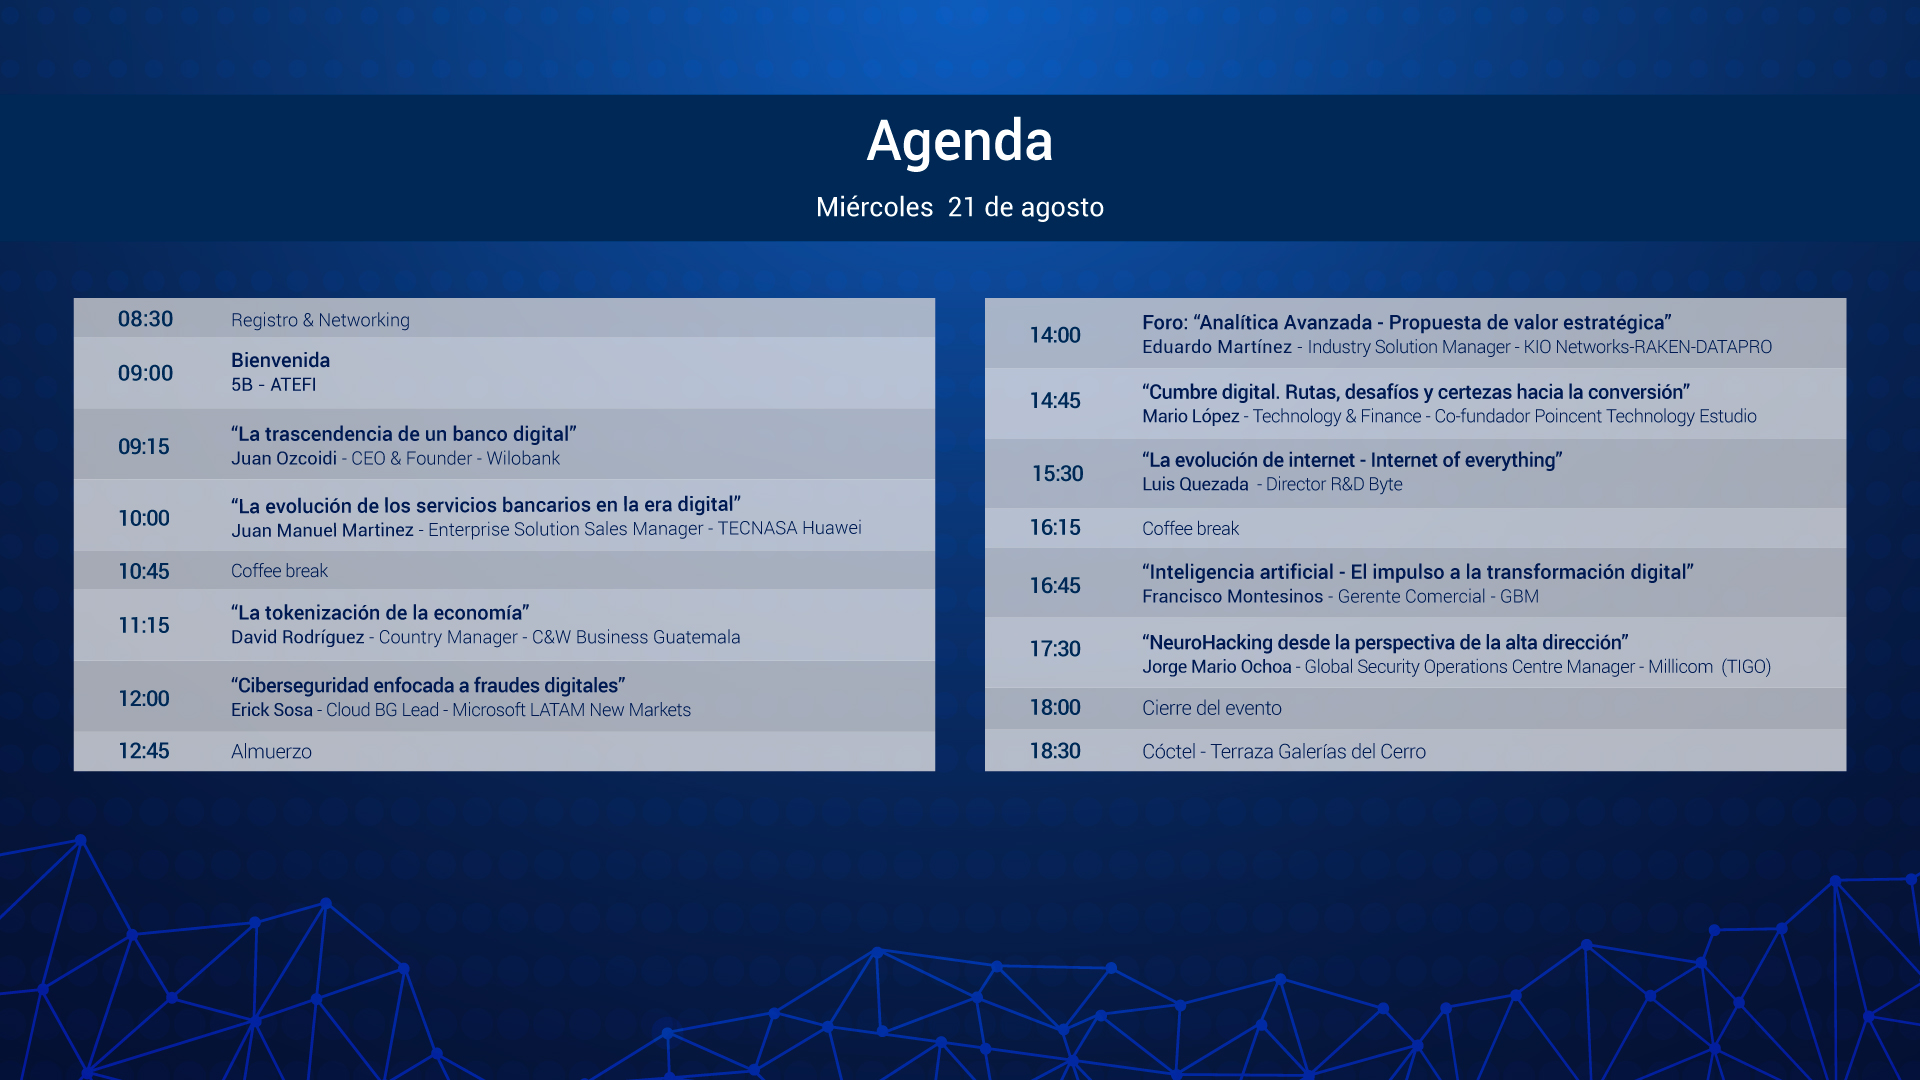 Agenda
Miércoles 21 de agosto
08:30 Registro & Networking
09:00 Bienvenida
5B - ATEFI
09:15 “La trascendencia de un banco digital”
Juan Ozcoidi - CEO & Founder - Wilobank
10:00 “La evolución de los servicios bancarios en la era digital”
Juan Manuel Martinez - Enterprise Solution Sales Manager - TECNASA Huawei
10:45 Coffee break
11:15 “La tokenización de la economía”
David Rodríguez - Country Manager - C&W Business Guatemala
12:00 “Ciberseguridad enfocada a fraudes digitales”
Erick Sosa - Cloud BG Lead - Microsoft LATAM New Markets
12:45 Almuerzo
14:00 Foro: “Analítica Avanzada - Propuesta de valor estratégica”
Eduardo Martínez - Industry Solution Manager - KIO Networks-RAKEN-DATAPRO
14:45 “Cumbre digital. Rutas, desafíos y certezas hacia la conversión”
Mario López - Technology & Finance - Co-fundador Poincent Technology Estudio
15:30 “La evolución de internet - Internet of everything”
Luis Quezada - Director R&D Byte
16:15 Coffee break
16:45 “Inteligencia artificial - El impulso a la transformación digital”
Francisco Montesinos - Gerente Comercial - GBM
17:30 “NeuroHacking desde la perspectiva de la alta dirección”
Jorge Mario Ochoa - Global Security Operations Centre Manager - Millicom (TIGO)
18:00 Cierre del evento
18:30 Cóctel - Terraza Galerías del Cerro